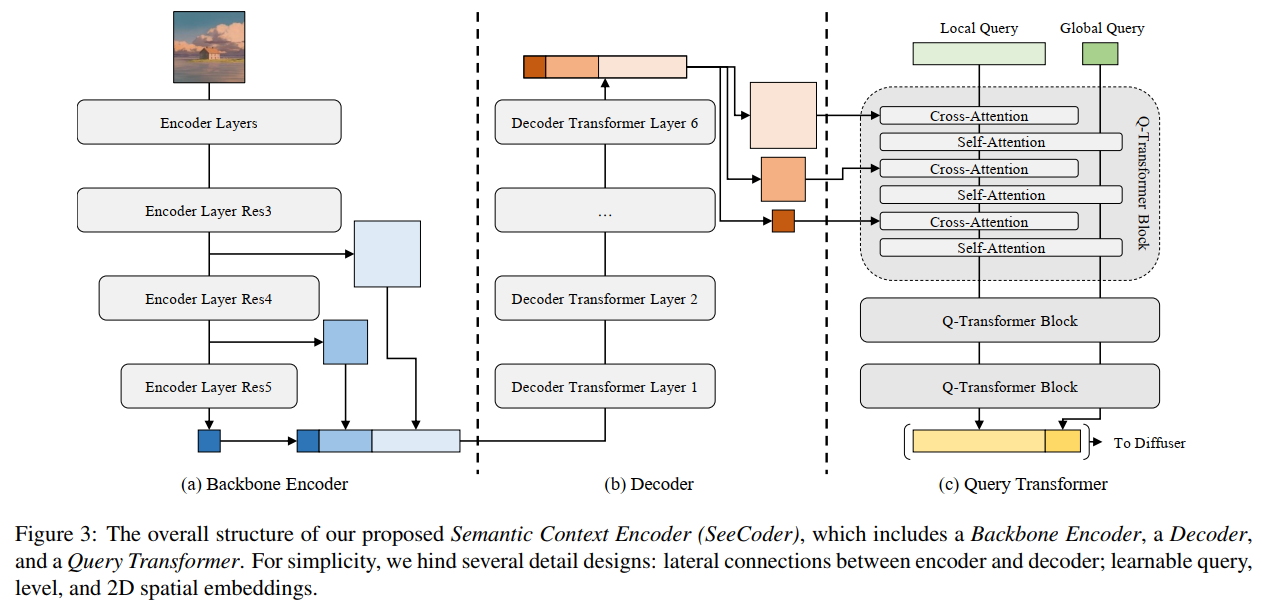 Encoder Layers
Encoder Layer Res3
Encoder Layer Res4
Encoder Layer Res5
(a) Backbone Encoder
Decoder Transformer Layer 6
...
Decoder Transformer Layer 2
Decoder Transformer Layer 1
(b) Decoder
Local Query
Global Query
Cross-Attention
Self-Attention
Cross-Attention
Self-Attention
Cross-Attention
Self-Attention
Q-Transformer Block
Q-Transformer Block
Q-Transformer Block
To Diffuser
(c) Query Transformer
Figure 3: The overall structure of our proposed Semantic Context Encoder (SeeCoder), which includes a Backbone Encoder, a Decoder,
and a Query Transformer. For simplicity, we hind several detail designs: lateral connections between encoder and decoder; learnable query,
level, and 2D spatial embeddings.